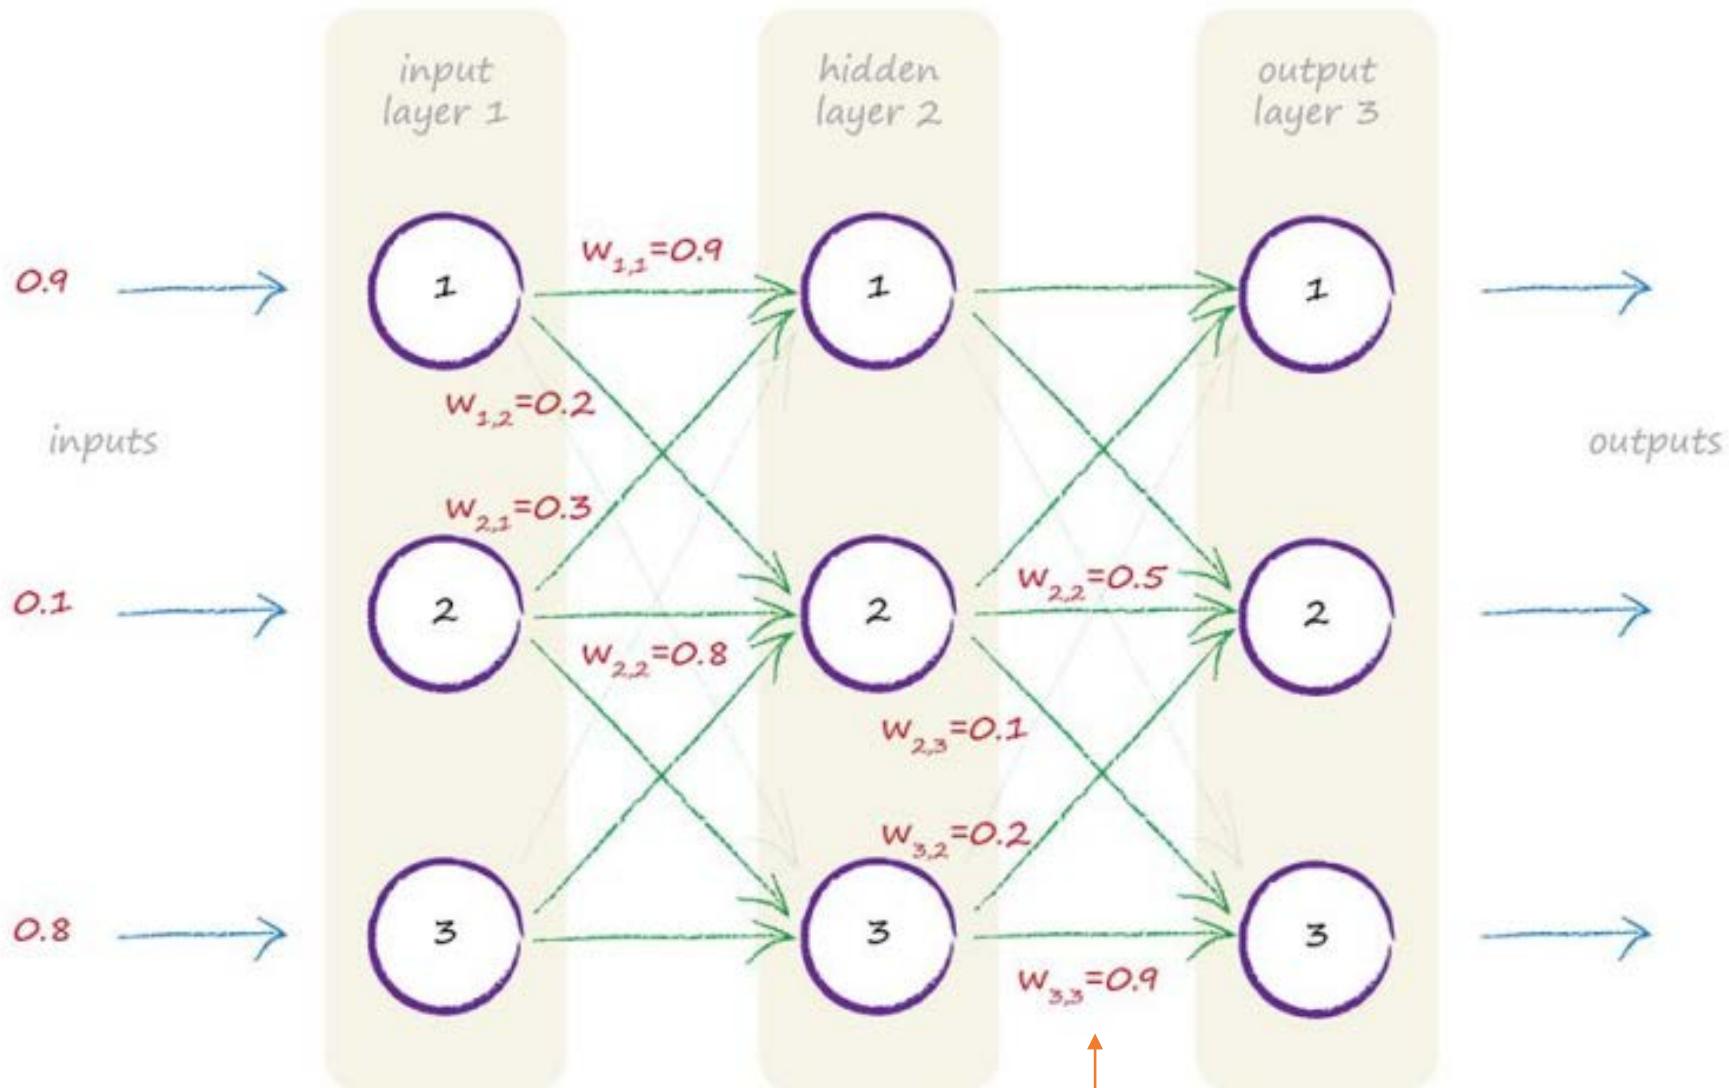 input
layer 1
hidden
layer 2
output
layer 3
0.9
1
w1,1=0.9
1
1
w1,2=0.2
inputs
outputs
w2,1=0.3
0.1
2
2
w2,2=0.5
2
w2,2=0.8
w2,3=0.1
w3,2=0.2
0.8
3
3
3
w3,3=0.9